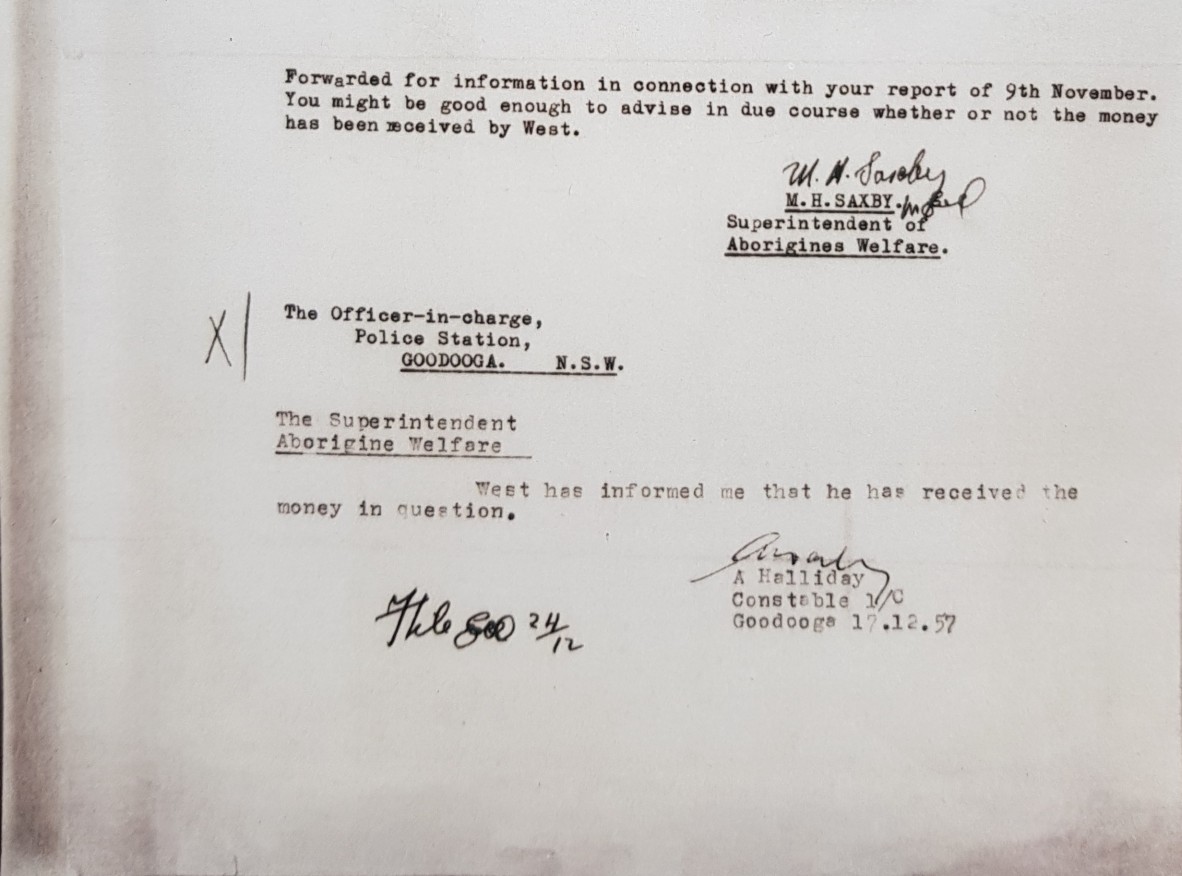 Forwarded for information in connection with your report of 9th November.
You might be good enough to advise in due course whether or not the money
has been received by West.
M. H. Saxby
M.H.SAXBY.
Superintendent of
Aborigines Welfare.
X
The Officer-in-charge,
Police Station,
GOODOOGA. N.S.W.
The Superintendent
Aborigine Welfare
West has informed me that he has received the
money in question.
A Halliday
Constable 1/C
Goodooga 17.12.57
File 24/12